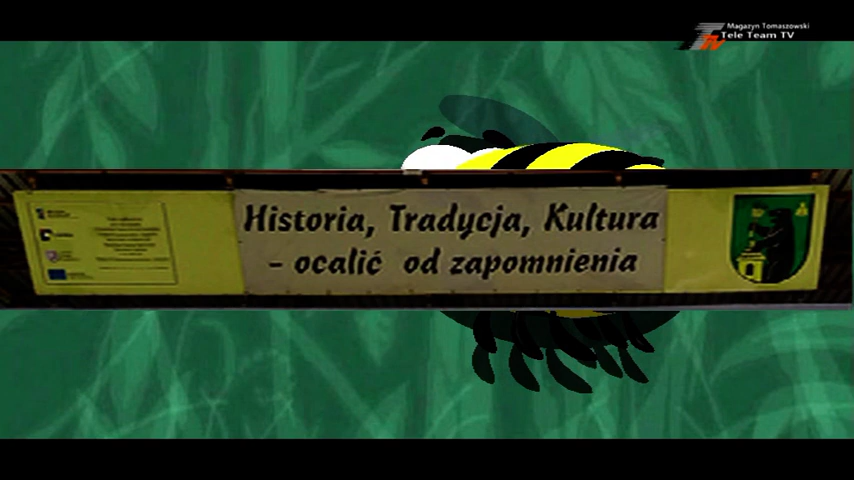 Magazyn Tomaszowski
Tele Team TV
Historia, Tradycja, Kultura
- ocalić od zapomnienia